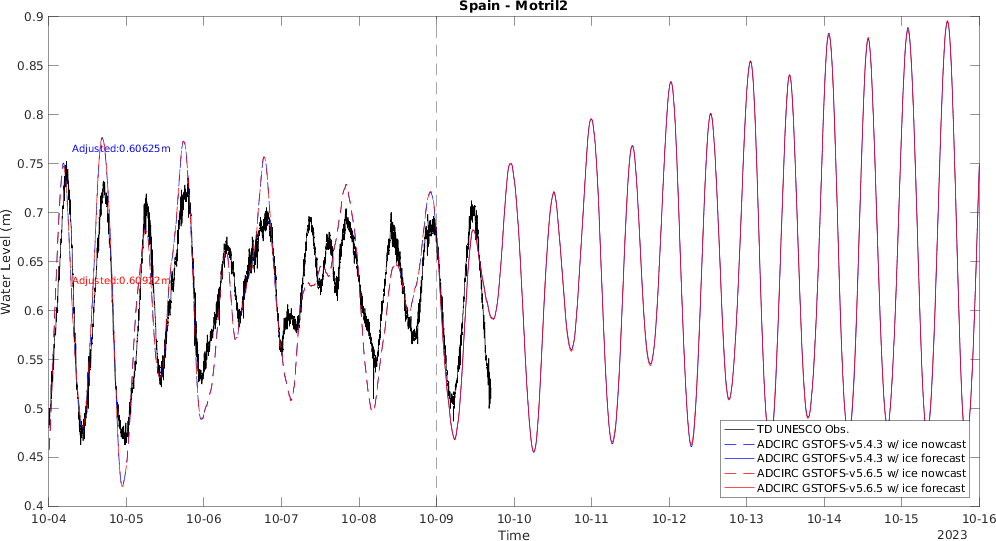 Spain - Motril2
0.9
0.85
0.8
0.75
0.7
0.65
0.6
0.55
0.5
0.45
0.4
Water Level (m)
Adjusted:0.60625m
Adjusted:0.60922m
TD UNESCO Obs.
ADCIRC GSTOFS-v5.4.3 w/ ice nowcast
ADCIRC GSTOFS-v5.4.3 w/ ice forecast
ADCIRC GSTOFS-v5.6.5 w/ ice nowcast
ADCIRC GSTOFS-v5.6.5 w/ ice forecast
10-04 10-05 10-06 10-07 10-08 10-09 10-10 10-11 10-12 10-13 10-14 10-15 10-16
Time
2023